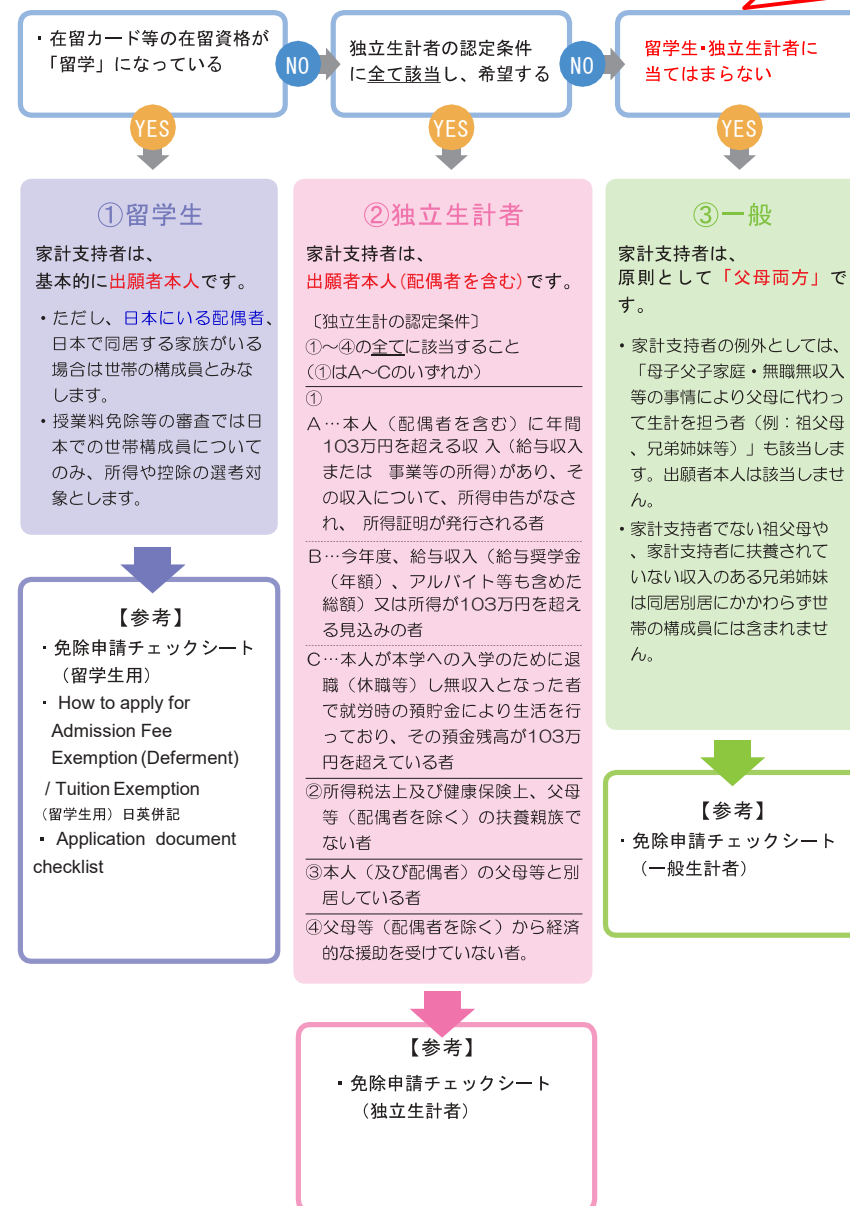 ・在留カード等の在留資格が
「留学」になっている
NO
独立生計者の認定条件
に全て該当し、希望する
NO
留学生・独立生計者に
当てはまらない
YES
YES
YES
①留学生
家計支持者は、
基本的に出願者本人です。
・ただし、日本にいる配偶者、
日本で同居する家族がいる
場合は世帯の構成員とみな
します。
・授業料免除等の審査では日
本での世帯構成員について
のみ、所得や控除の選考対
象とします。
【参考】
・免除申請チェックシート
（留学生用）
・ How to apply for
Admission Fee
Exemption (Deferment)
/ Tuition Exemption
（留学生用）日英併記
・ Application document
checklist
②独立生計者
家計支持者は、
出願者本人(配偶者を含む)です。
〔独立生計の認定条件〕
①～④の全てに該当すること
（①はA～Cのいずれか）
①
A…本人（配偶者を含む）に年間
103万円を超える収 入（給与収入
または　事業等の所得)があり、そ
の収入について、所得申告がなさ
れ、 所得証明が発行される者
B…今年度、給与収入（給与奨学金
（年額）、アルバイト等も含めた
総額）又は所得が103万円を超え
る見込みの者
C…本人が本学への入学のために退
職（休職等）し無収入となった者
で就労時の預貯金により生活を行
っており、その預金残高が103万
円を超えている者
②所得税法上及び健康保険上、父母
等（配偶者を除く）の扶養親族で
ない者
③本人（及び配偶者）の父母等と別
居している者
④父母等（配偶者を除く）から経済
的な援助を受けていない者。
【参考】
・免除申請チェックシート
（独立生計者）
③一般
家計支持者は、
原則として「父母両方」で
す。
・家計支持者の例外としては、
「母子父子家庭・無職無収入
等の事情により父母に代わっ
て生計を担う者（例：祖父母
、兄弟姉妹等）」も該当しま
す。出願者本人は該当しませ
ん。
・家計支持者でない祖父母や
、家計支持者に扶養されて
いない収入のある兄弟姉妹
は同居別居にかかわらず世
帯の構成員には含まれませ
ん。
【参考】
・免除申請チェックシート
（一般生計者）